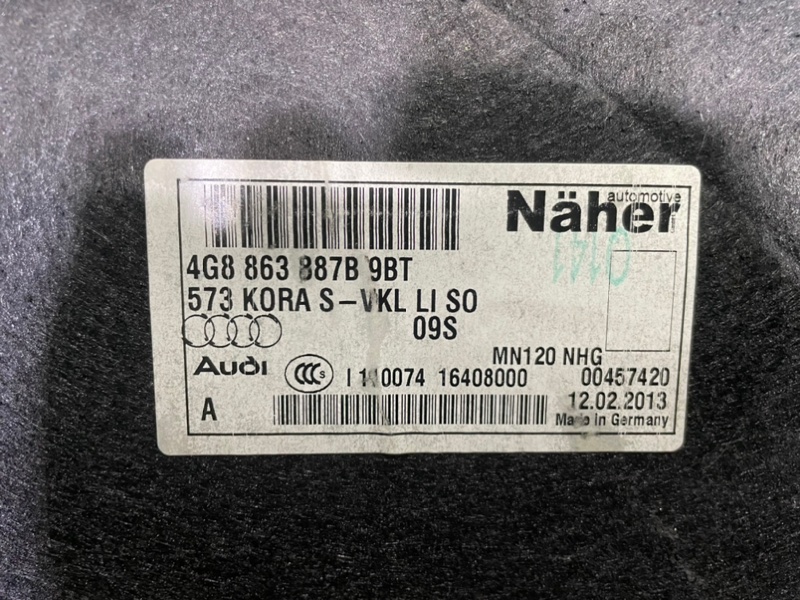 automotive
Näher
4G8 863 887B 9BT
573 KORA S-VKL LI SO
09S
Audi
CCC S
MN120 NHG
16408000
00457420
A
12.02.2013
Made in Germany